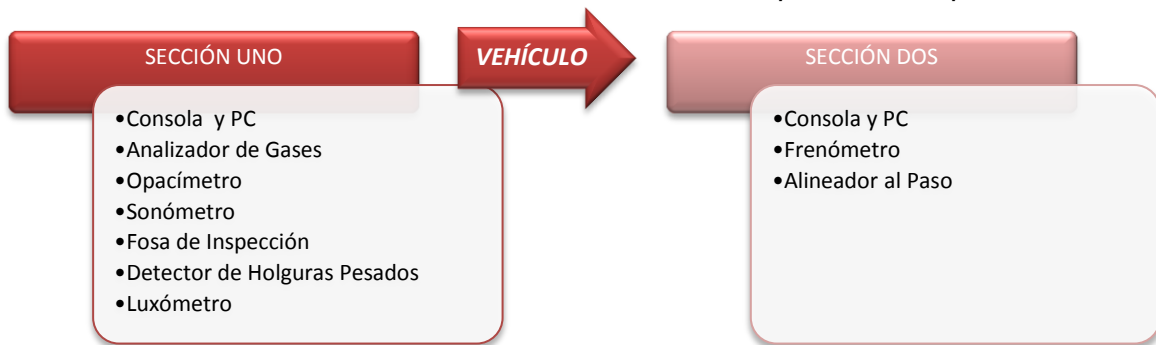 SECCIÓN UNO
•Consola y PC
•Analizador de Gases
•Opacímetro
•Sonómetro
•Fosa de Inspección
•Detector de Holguras Pesados
•Luxómetro
VEHÍCULO
SECCIÓN DOS
•Consola y PC
•Frenómetro
•Alineador al Paso